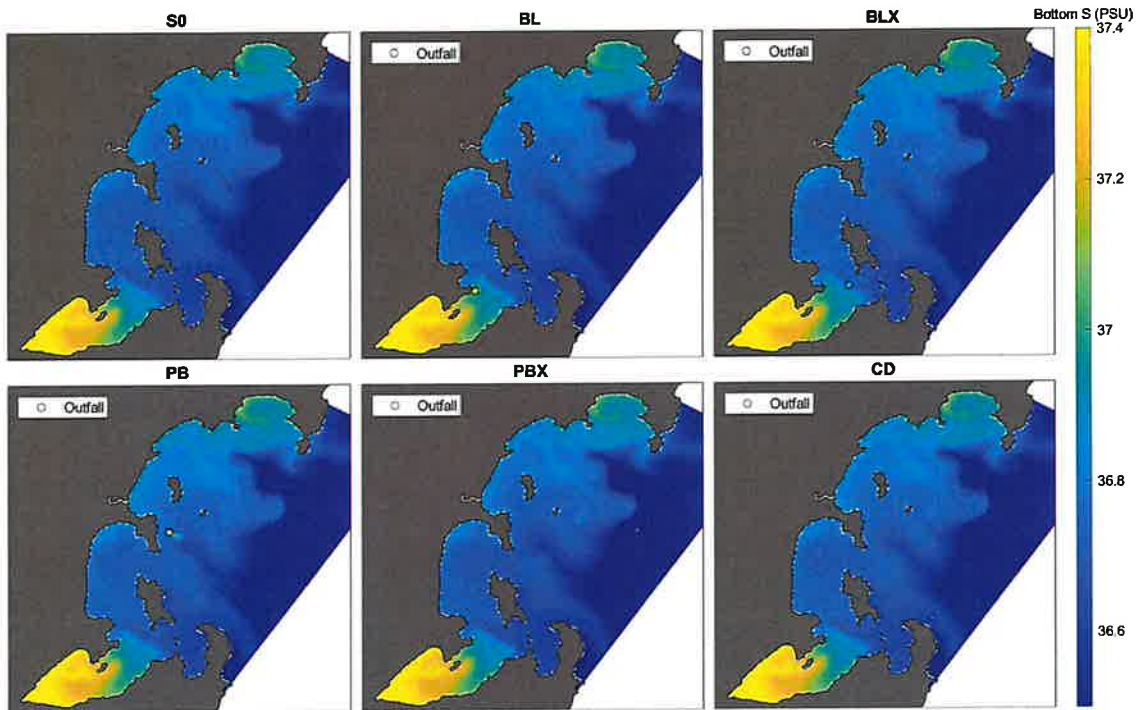 S0
BL
BLX
Bottom S (PSU)
Outfall
Outfall
37.4
37.2
37
36.8
36.6
PB
PBX
CD
Outfall
Outfall
Outfall